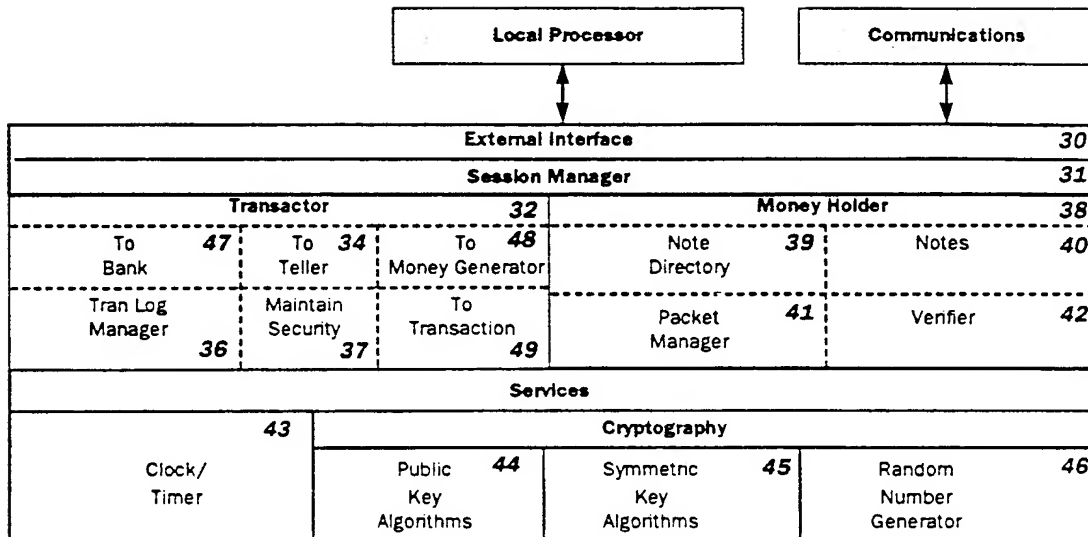 Local Processor
Communications
External Interface 30
Session Manager 31
Transactor 32
Money Holder 38
To 47
Bank
To 34
Teller
To 48
Money Generator
Note 39
Directory
Notes 40
Tran Log
Manager
36
Maintain
Security
37
To
Transaction
49
Packet 41
Manager
Verifier 42
Services
43
Clock/
Timer
Cryptography
Public 44
Key
Algorithms
Symmetric 45
Key
Algorithms
Random 46
Number
Generator